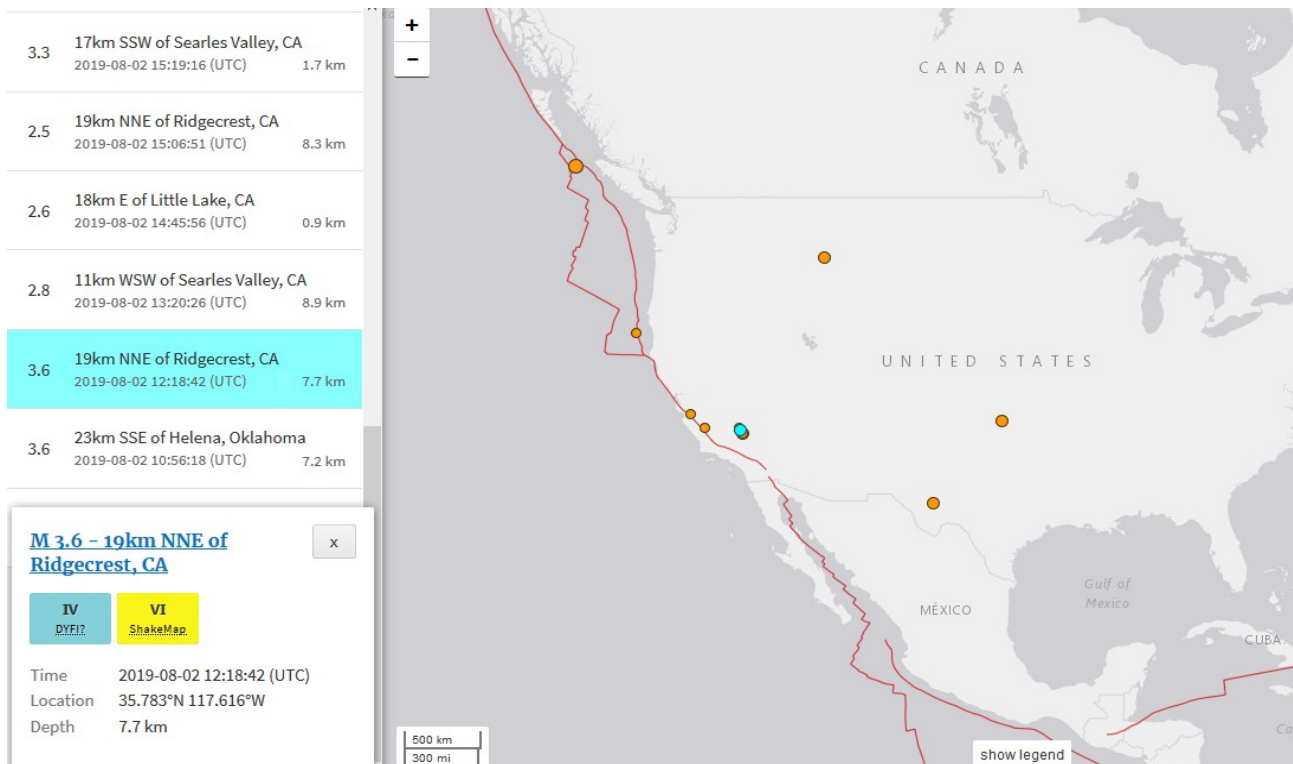 3.3
17km SSW of Searles Valley, CA
2019-08-02 15:19:16 (UTC)
1.7 km
2.5
19km NNE of Ridgecrest, CA
2019-08-02 15:06:51 (UTC)
8.3 km
2.6
18km E of Little Lake, CA
2019-08-02 14:45:56 (UTC)
0.9 km
2.8
11km WSW of Searles Valley, CA
2019-08-02 13:20:26 (UTC)
8.9 km
3.6
19km NNE of Ridgecrest, CA
2019-08-02 12:18:42 (UTC)
7.7 km
3.6
23km SSE of Helena, Oklahoma
2019-08-02 10:56:18 (UTC)
7.2 km
M 3.6 - 19km NNE of
Ridgecrest, CA
x
IV
DYFI?
VI
ShakeMap
Time 2019-08-02 12:18:42 (UTC)
Location 35.783°N 117.616°W
Depth 7.7 km
+
−
CANADA
UNITED STATES
MÉXICO
Gulf of
Mexico
CUBA
500 km
300 mi
show legend